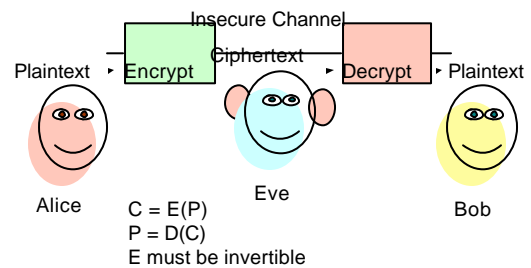 Insecure Channel
Ciphertext
Plaintext Encrypt Decrypt Plaintext
Alice Eve Bob
C = E(P)
P = D(C)
E must be invertible